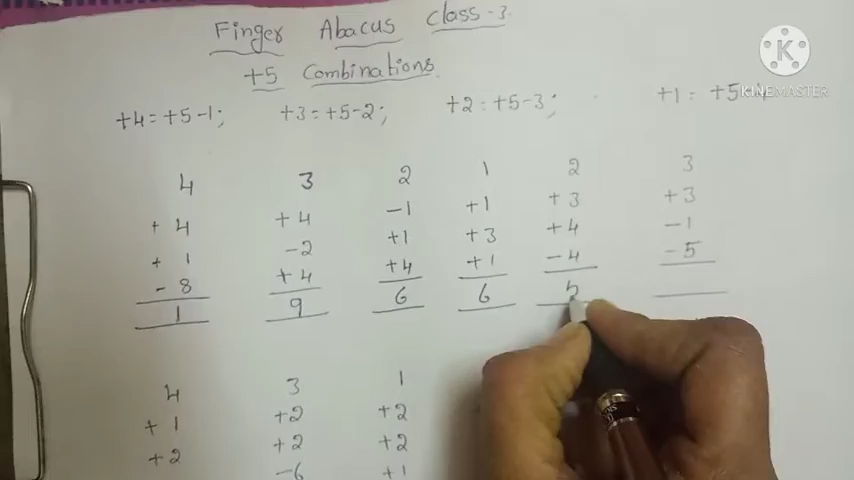 Finger Abacus Class-3.
+5 Combinations.
K
KINEMASTER
+4=+5-1; +3=+5-2; +2=+5-3; +1=+5
4 3 2 1 2 3
+4 +4 -1 +1 +3 +3
+1 -2 +1 +3 +4 -1
-8 +4 +4 +1 -4 -5
1 9 6 6 5
4 3 1
+1 +2 +2
+2 +2 +2
-6 +1